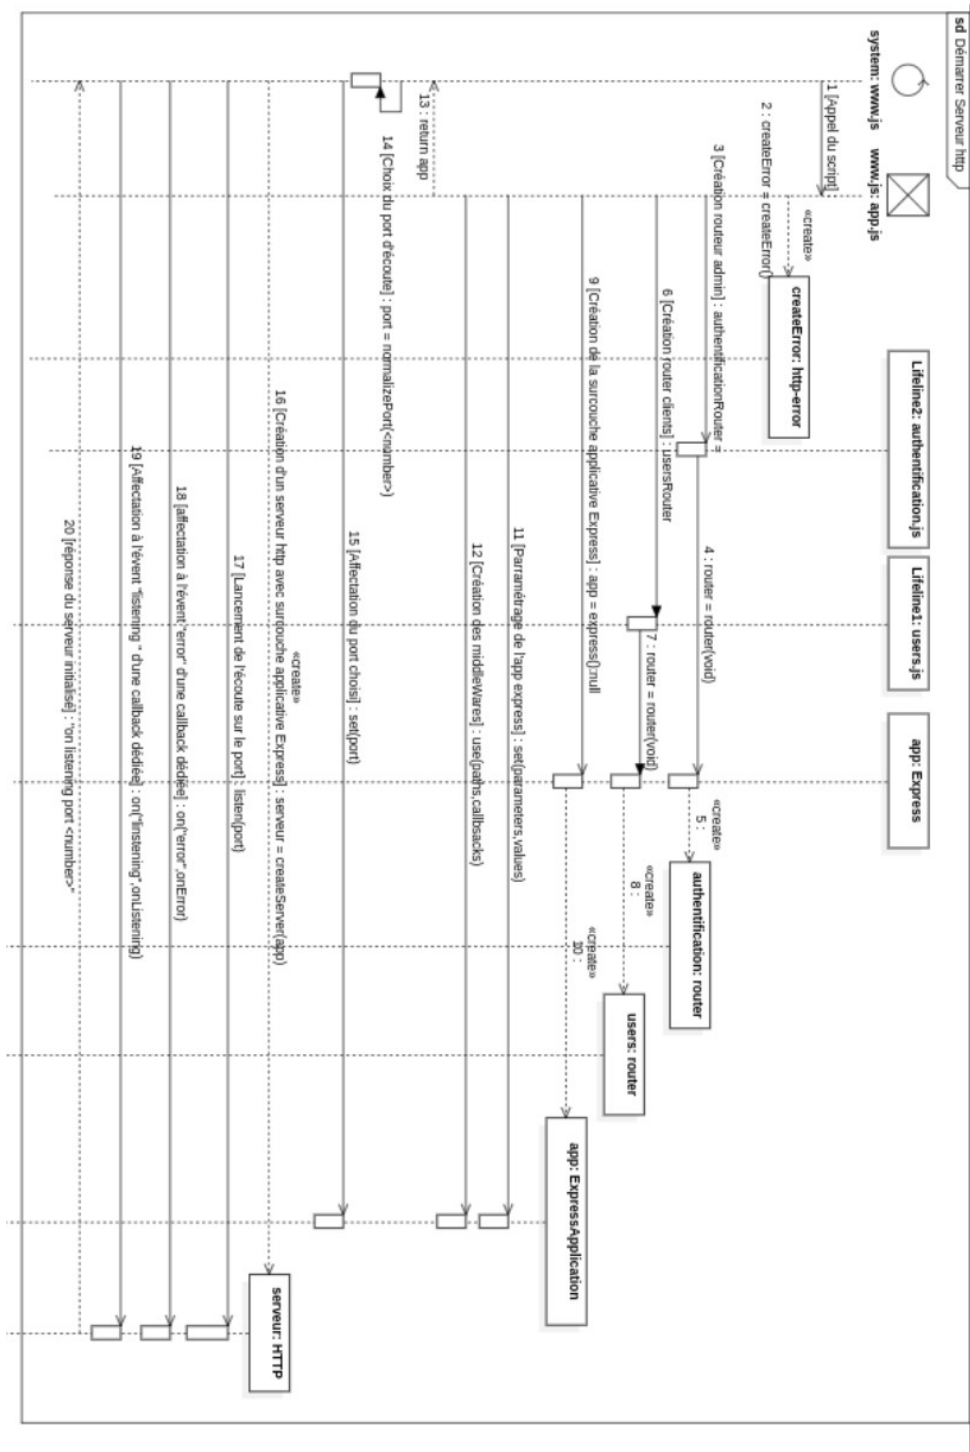 sd Démarrer Serveur http
system: www.js
www.js: app.js
Lifeline2: authentification.js
Lifeline1: users.js
app: Express
1 [Appel du script]
«create»
2 : createError = createError()
createError: http-error
3 [Création routeur admin] : authentificationRouter =
4 : router = router(void)
«create»
5 :
authentification: router
6 [Création router clients] : usersRouter
7 : router = router(void)
«create»
8 :
users: router
9 [Création de la surcouche applicative Express] : app = express():null
«create»
10 :
app: ExpressApplication
11 [Parramétrage de l'app express] : set(parameters,values)
12 [Création des middleWares] : use(paths,callbsacks)
13 : return app
14 [Choix du port d'écoute] : port = normalizePort(<number>)
15 [Affectation du port choisi] : set(port)
«create»
16 [Création d'un serveur http avec surcouche applicative Express] : serveur = createServer(app)
serveur: HTTP
17 [Lancement de l'écoute sur le port] : listen(port)
18 [affectation à l'évent "error" d'une callback dédiée] : on("error",onError)
19 [Affectation à l'évent "listening " d'une callback dédiée] : on("linstening",onListening)
20 [réponse du serveur initialisé] : "on listening port <number>"